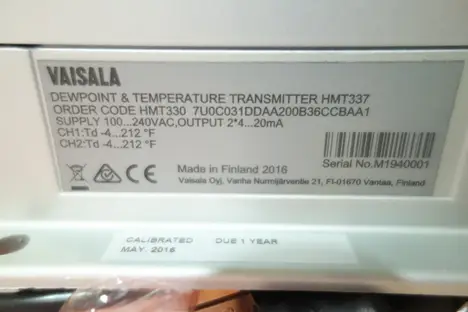 VAISALA
DEWPOINT & TEMPERATURE TRANSMITTER HMT337
ORDER CODE HMT330 7U0C031DDAA200B36CCBAA1
SUPPLY 100...240VAC,OUTPUT 2*4...20mA
CH1:Td -4...212 °F
CH2:Td -4...212 °F
Serial No.M1940001
CE
Made in Finland 2016
Vaisala Oyj, Vanha Nurmijärventie 21, FI-01670 Vantaa, Finland
CALIBRATED DUE 1 YEAR
MAY. 2016